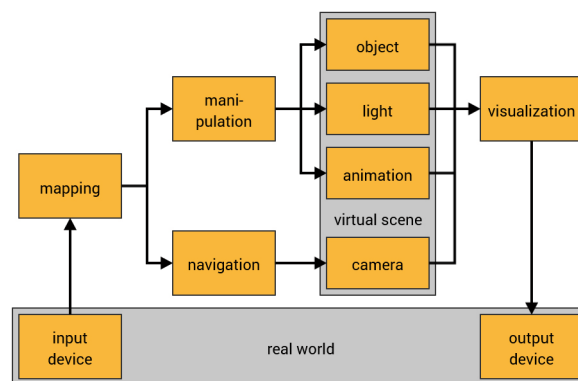 object
mani-
pulation
light
visualization
mapping
animation
virtual scene
navigation
camera
input
device
real world
output
device